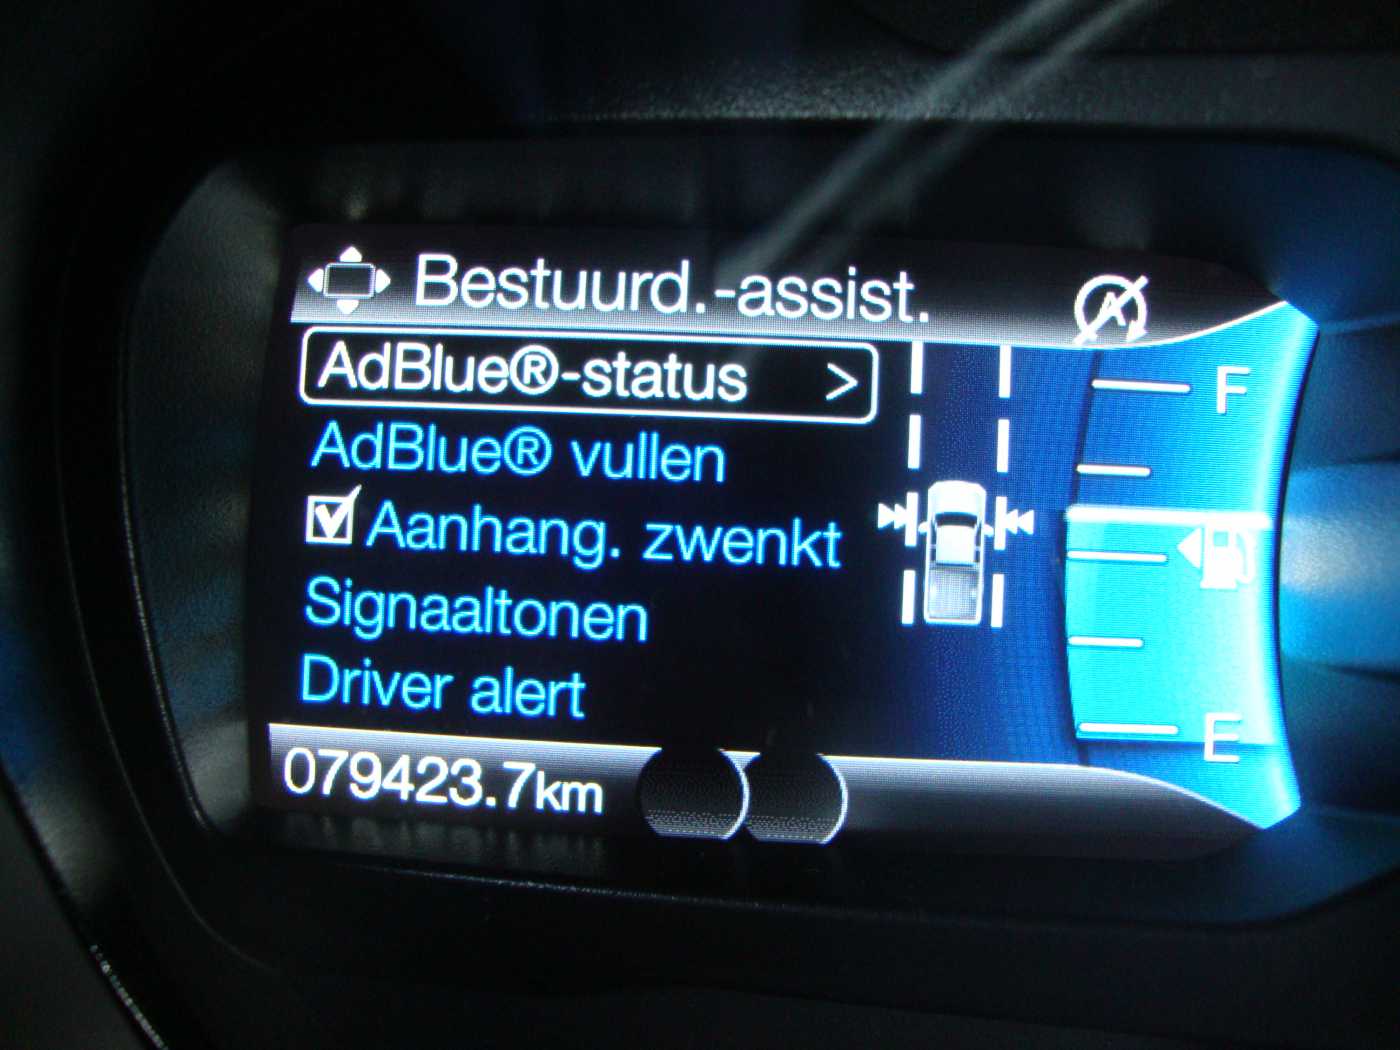 Bestuurd.-assist.
AdBlue®-status >
AdBlue® vullen
Aanhang. zwenkt
Signaaltonen
Driver alert
079423.7km
A
F
E